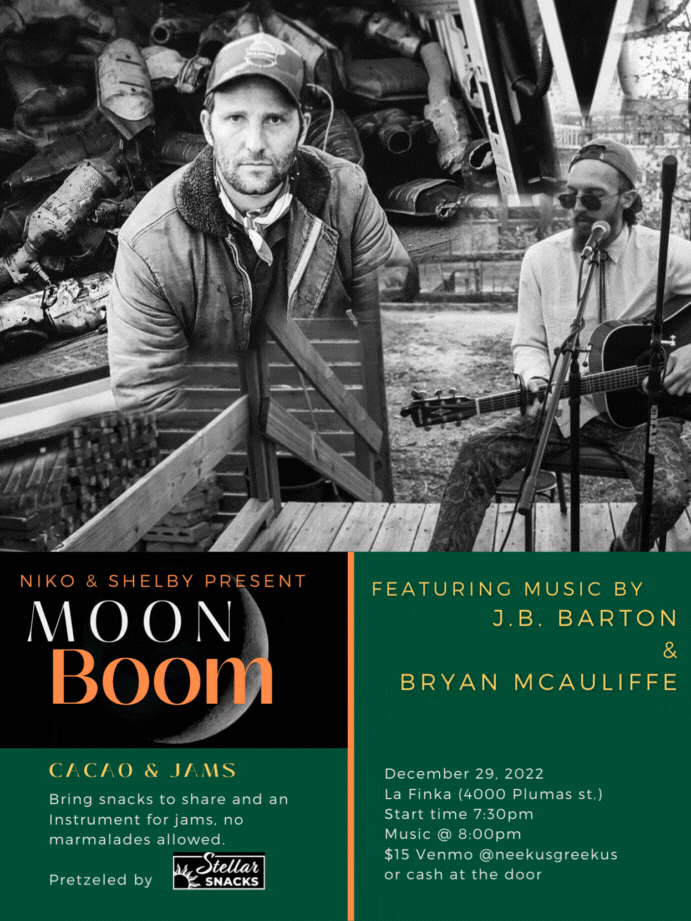 NIKO & SHELBY PRESENT
MOON
Boom
CACAO & JAMS
Bring snacks to share and an
Instrument for jams, no
marmalades allowed.
Pretzeled by
Stellar
SNACKS
FEATURING MUSIC BY
J.B. BARTON
&
BRYAN MCAULIFFE
December 29, 2022
La Finka (4000 Plumas st.)
Start time 7:30pm
Music @ 8:00pm
$15 Venmo @neekusgreekus
or cash at the door